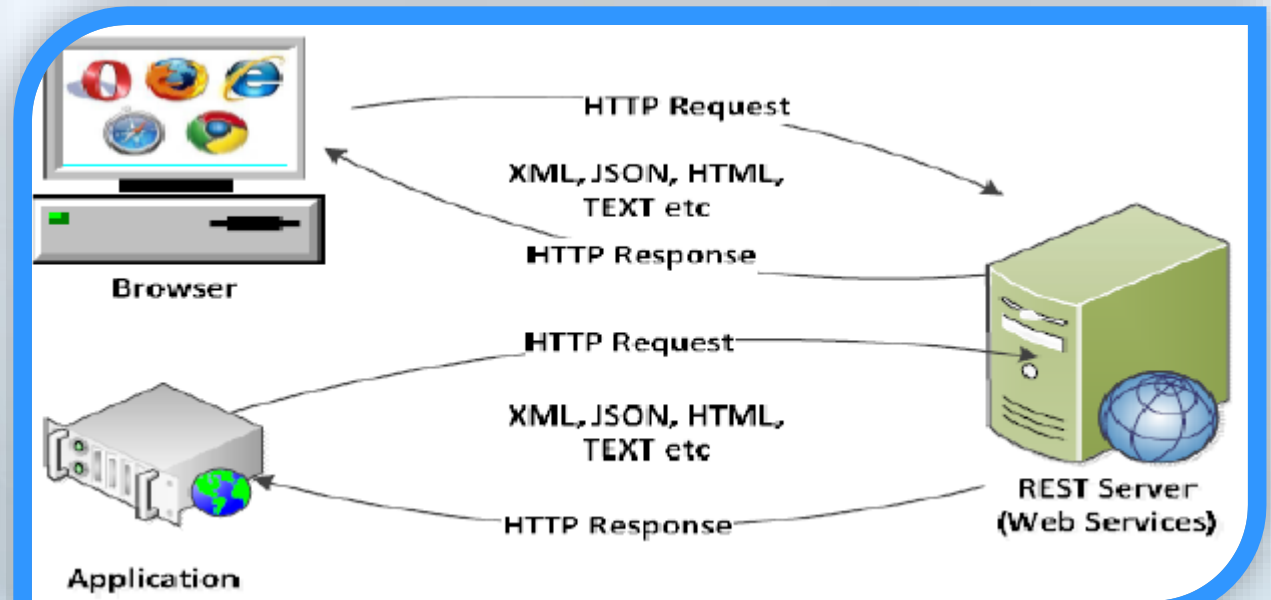 HTTP Request
XML, JSON, HTML,
TEXT etc
HTTP Response
Browser
HTTP Request
XML, JSON, HTML,
TEXT etc
HTTP Response
REST Server
(Web Services)
Application